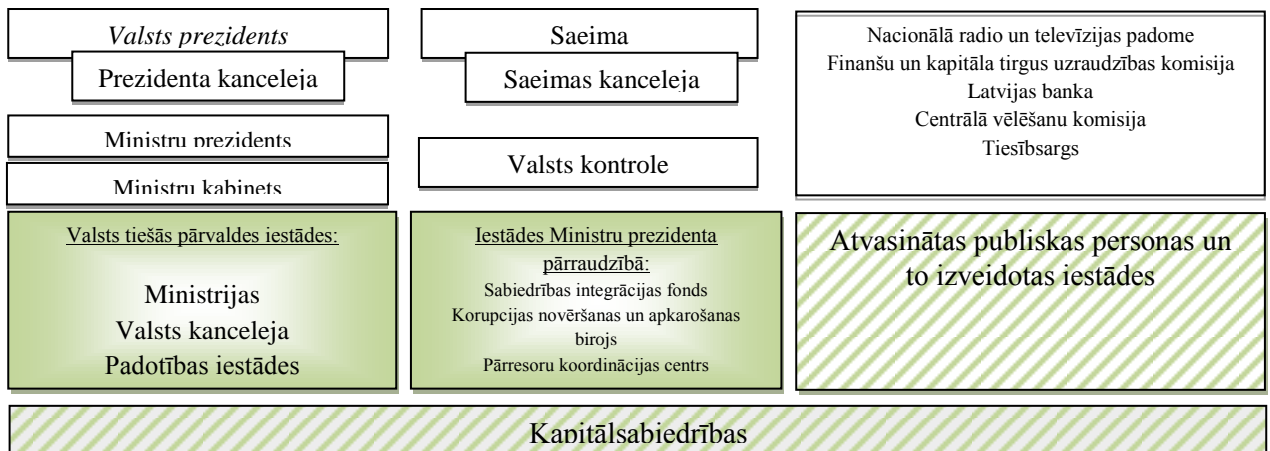 Valsts prezidents
Prezidenta kanceleja
Ministru prezidents
Ministru kabinets
Saeima
Saeimas kanceleja
Valsts kontrole
Nacionālā radio un televīzijas padome
Finanšu un kapitāla tirgus uzraudzības komisija
Latvijas banka
Centrālā vēlēšanu komisija
Tiesībsargs
Valsts tiešās pārvaldes iestādes:
Ministrijas
Valsts kanceleja
Padotības iestādes
Iestādes Ministru prezidenta
pārraudzībā:
Sabiedrības integrācijas fonds
Korupcijas novēršanas un apkarošanas
birojs
Pārresoru koordinācijas centrs
Atvasinātas publiskas personas un
to izveidotas iestādes
Kapitālsabiedrības